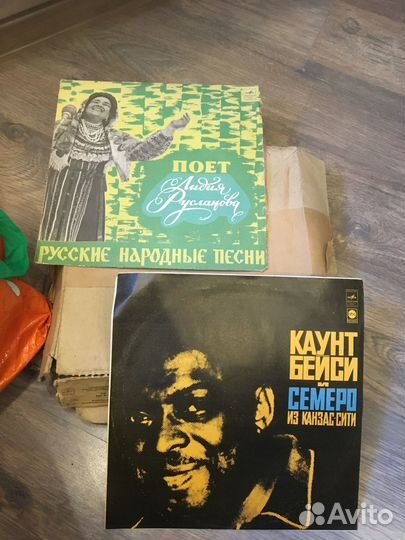 ПОЕТ
Лидия
Русланова
РУССКИЕ НАРОДНЫЕ ПЕСНИ
КАУНТ
БЕЙСИ
И
СЕМЕРО
ИЗ КАНЗАС-СИТИ
Avito